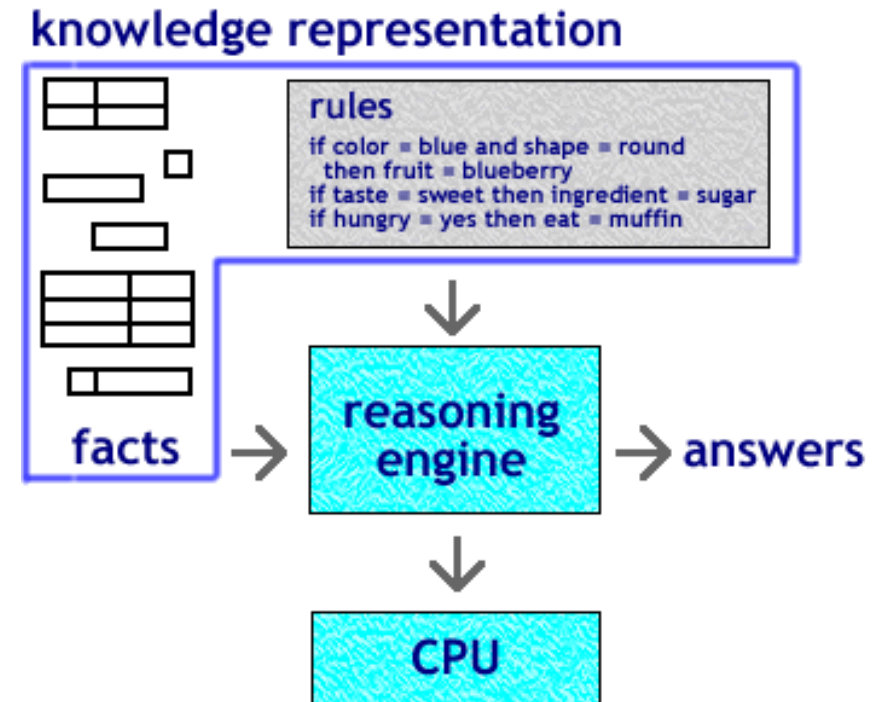 knowledge representation
rules
if color = blue and shape = round
then fruit = blueberry
if taste = sweet then ingredient = sugar
if hungry = yes then eat = muffin
facts
reasoning
engine
answers
CPU